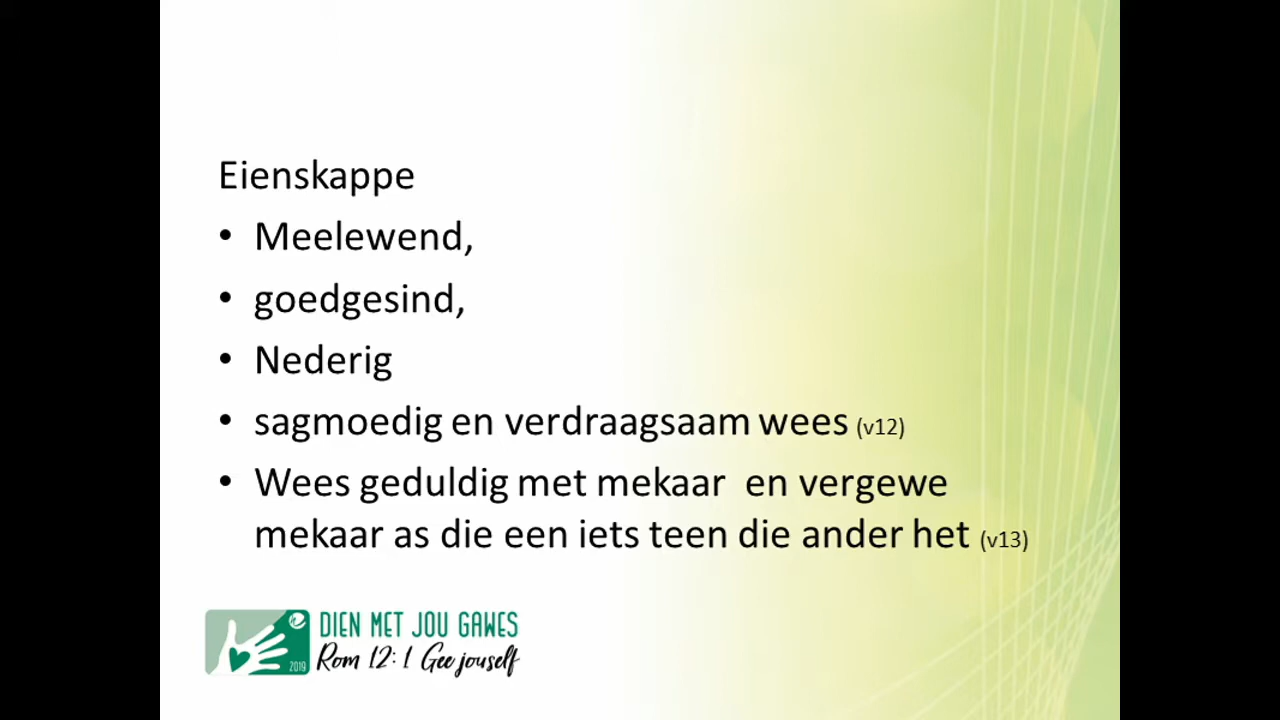 Eienskappe
• Meelewend,
• goedgesind,
• Nederig
• sagmoedig en verdraagsaam wees (v12)
• Wees geduldig met mekaar  en vergewe
mekaar as die een iets teen die ander het (v13)
DIEN MET JOU GAWES
2019
Rom 12:1 Gee jouself